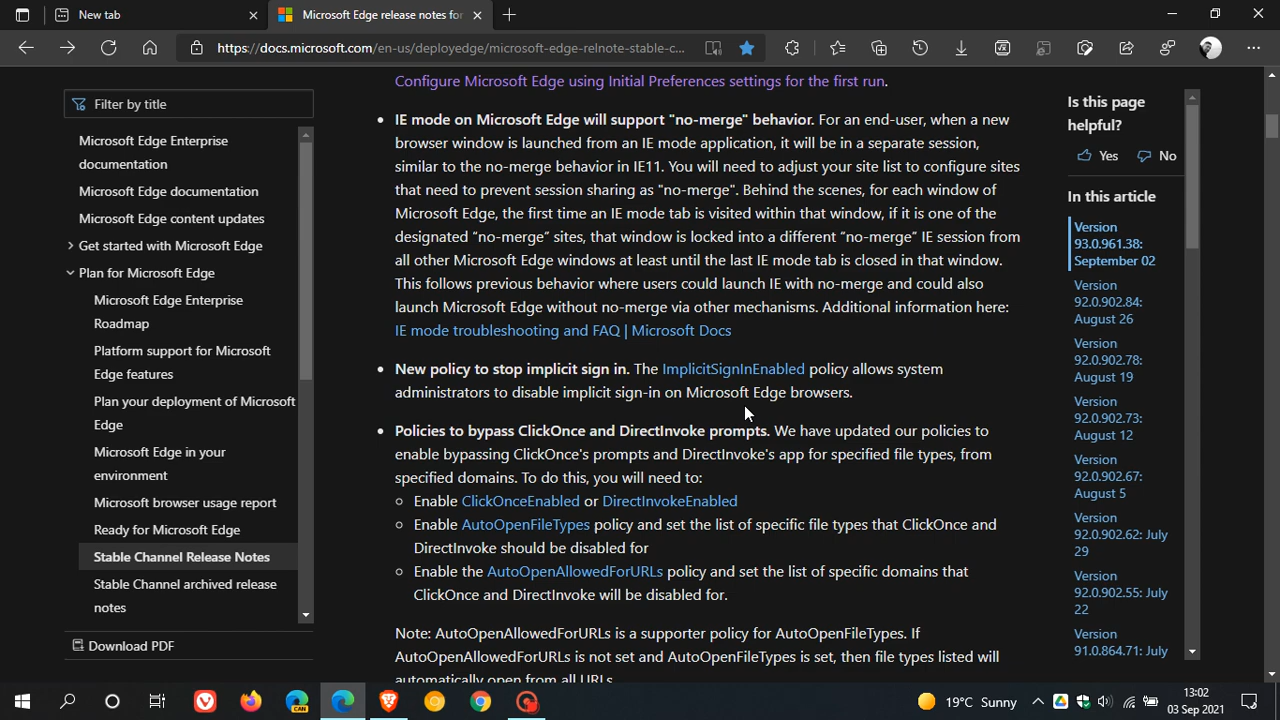 New tab
Microsoft Edge release notes for
https://docs.microsoft.com/en-us/deployedge/microsoft-edge-relnote-stable-c...
Filter by title
Microsoft Edge Enterprise
documentation
Microsoft Edge documentation
Microsoft Edge content updates
Get started with Microsoft Edge
Plan for Microsoft Edge
Microsoft Edge Enterprise
Roadmap
Platform support for Microsoft
Edge features
Plan your deployment of Microsoft
Edge
Microsoft Edge in your
environment
Microsoft browser usage report
Ready for Microsoft Edge
Stable Channel Release Notes
Stable Channel archived release
notes
Download PDF
Configure Microsoft Edge using Initial Preferences settings for the first run.
IE mode on Microsoft Edge will support "no-merge" behavior. For an end-user, when a new
browser window is launched from an IE mode application, it will be in a separate session,
similar to the no-merge behavior in IE11. You will need to adjust your site list to configure sites
that need to prevent session sharing as "no-merge". Behind the scenes, for each window of
Microsoft Edge, the first time an IE mode tab is visited within that window, if it is one of the
designated “no-merge” sites, that window is locked into a different “no-merge” IE session from
all other Microsoft Edge windows at least until the last IE mode tab is closed in that window.
This follows previous behavior where users could launch IE with no-merge and could also
launch Microsoft Edge without no-merge via other mechanisms. Additional information here:
IE mode troubleshooting and FAQ | Microsoft Docs
New policy to stop implicit sign in. The ImplicitSignInEnabled policy allows system
administrators to disable implicit sign-in on Microsoft Edge browsers.
Policies to bypass ClickOnce and DirectInvoke prompts. We have updated our policies to
enable bypassing ClickOnce's prompts and DirectInvoke's app for specified file types, from
specified domains. To do this, you will need to:
Enable ClickOnceEnabled or DirectInvokeEnabled
Enable AutoOpenFileTypes policy and set the list of specific file types that ClickOnce and
DirectInvoke should be disabled for
Enable the AutoOpenAllowedForURLs policy and set the list of specific domains that
ClickOnce and DirectInvoke will be disabled for.
Note: AutoOpenAllowedForURLs is a supporter policy for AutoOpenFileTypes. If
AutoOpenAllowedForURLs is not set and AutoOpenFileTypes is set, then file types listed will
automatically open from all URLs.
Is this page
helpful?
Yes
No
In this article
Version
93.0.961.38:
September 02
Version
92.0.902.84:
August 26
Version
92.0.902.78:
August 19
Version
92.0.902.73:
August 12
Version
92.0.902.67:
August 5
Version
92.0.902.62: July
29
Version
92.0.902.55: July
22
Version
91.0.864.71: July
CAN
19°C Sunny
13:02
03 Sep 2021